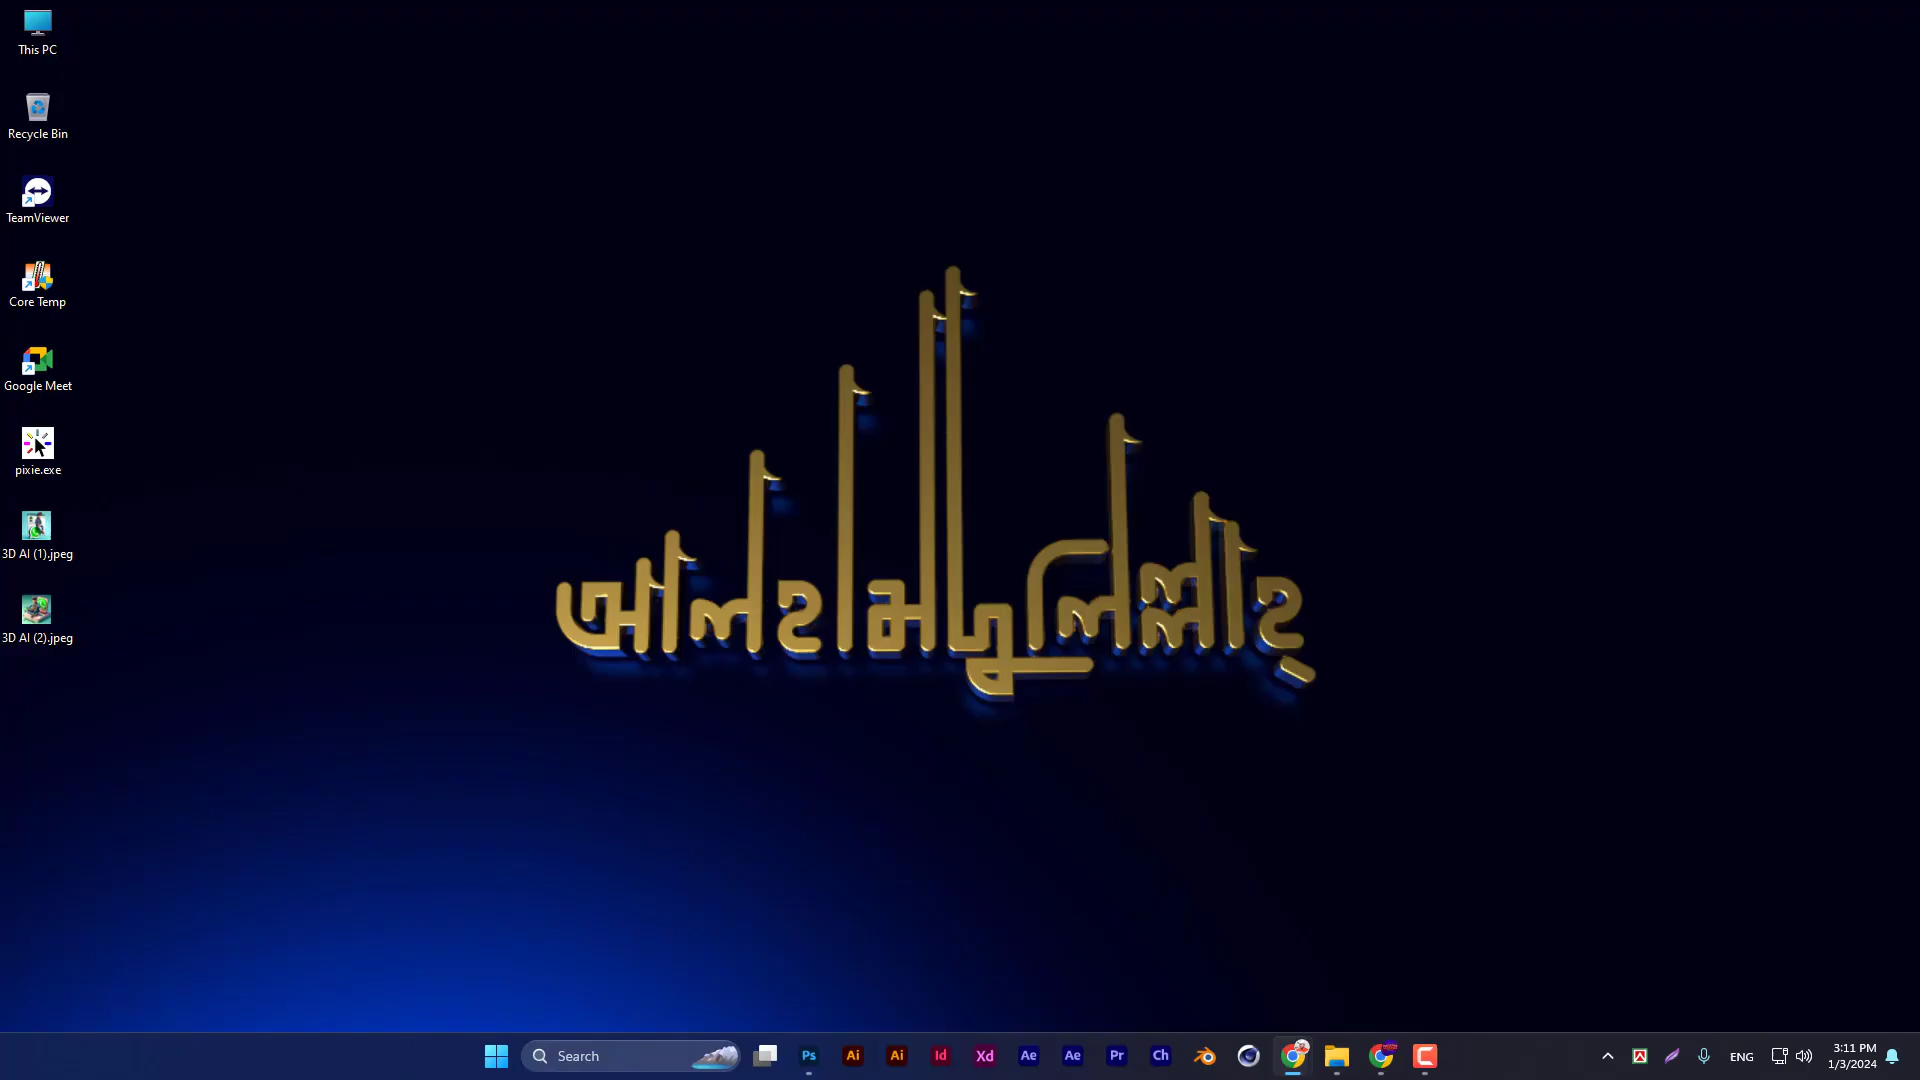 This PC
Recycle Bin
TeamViewer
Core Temp
Google Meet
pixie.exe
3D AI (1).jpeg
3D AI (2).jpeg
আলহামদুলিল্লাহ্
Search
Ps
Ai
Ai
Id
Xd
Ae
Ae
Pr
Ch
ENG
3:11 PM
1/3/2024